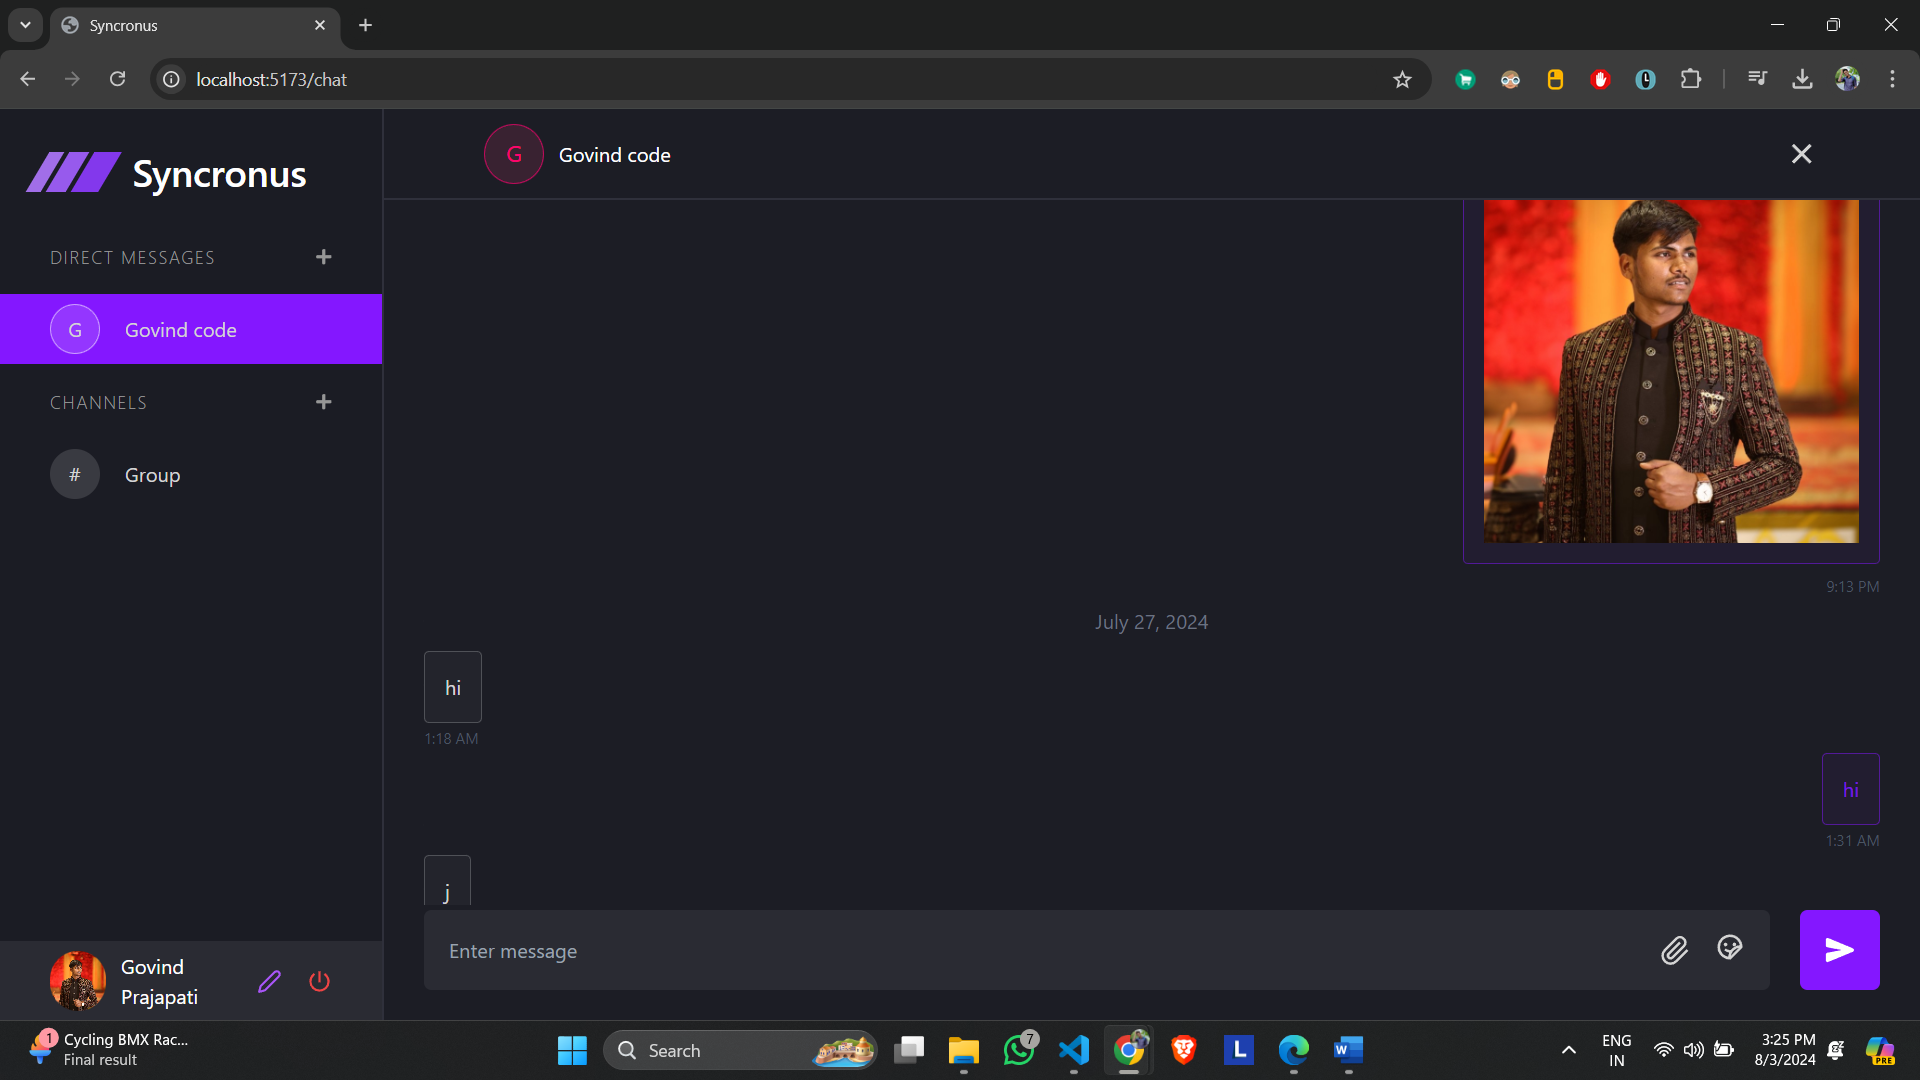 Syncronus
localhost:5173/chat
Syncronus
DIRECT MESSAGES
G Govind code
CHANNELS
# Group
Govind
Prajapati
G Govind code
9:13 PM
July 27, 2024
hi
1:18 AM
hi
1:31 AM
j
Enter message
1
Cycling BMX Rac...
Final result
Search
7
L
W
PRE
ENG
IN
3:25 PM
8/3/2024